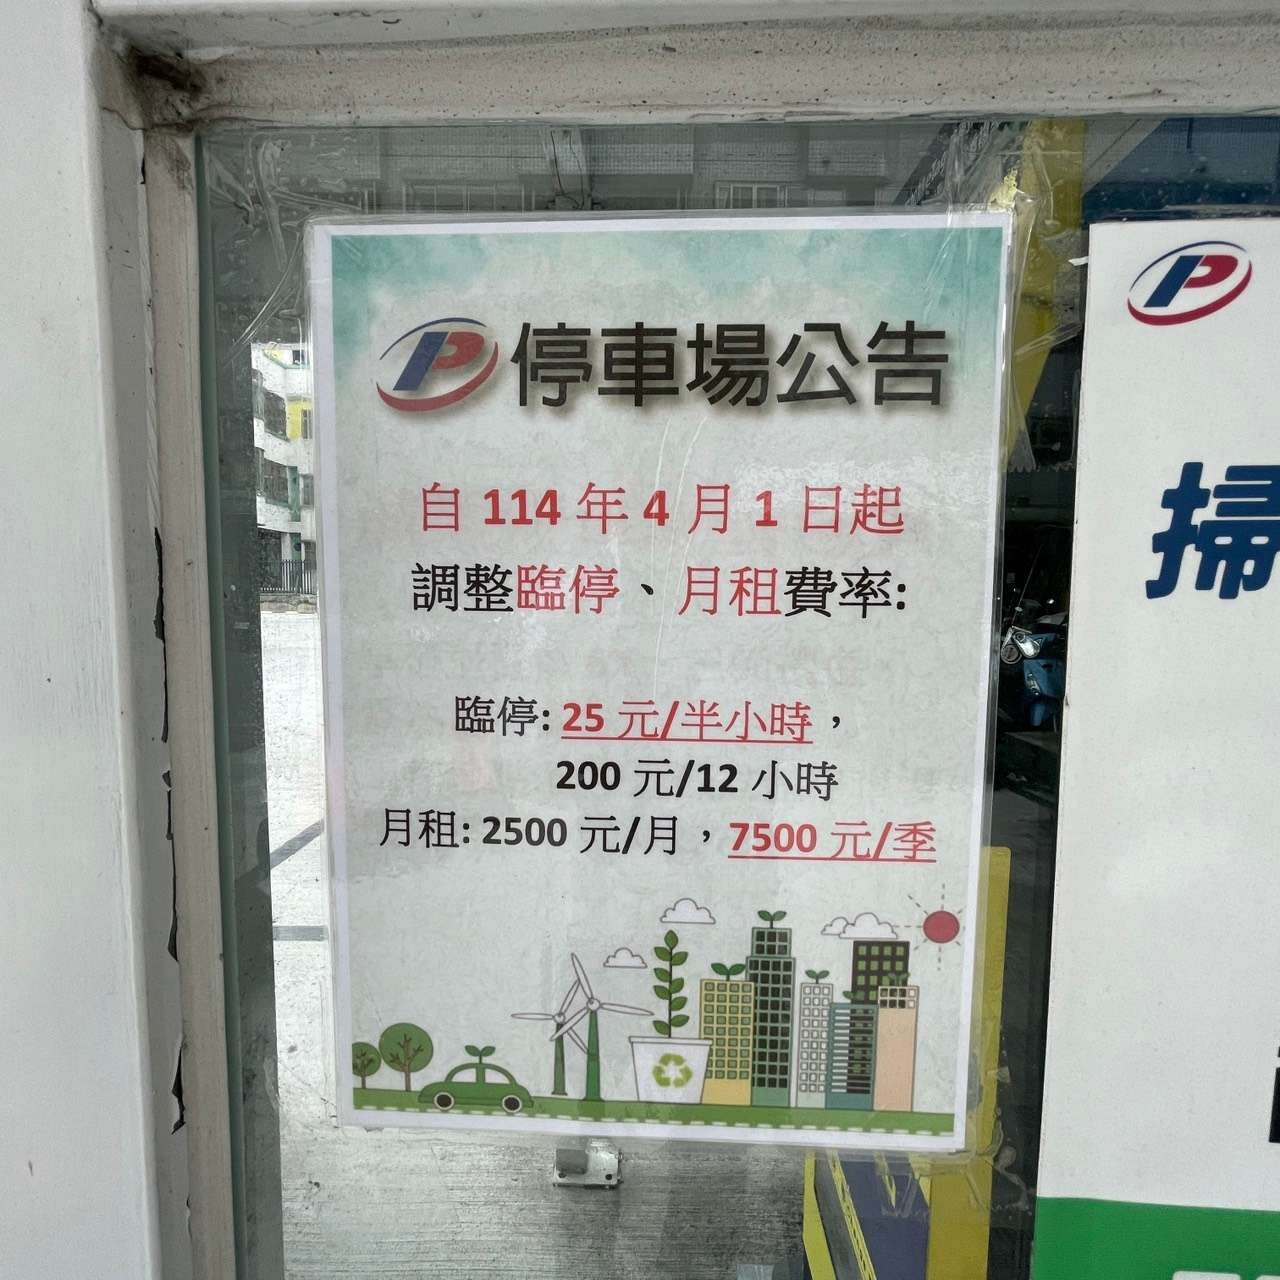 P 停車場公告
自 114 年 4 月 1 日起
調整臨停、月租費率:
臨停: 25 元/半小時，
200 元/12 小時
月租: 2500 元/月，7500 元/季
P
掃